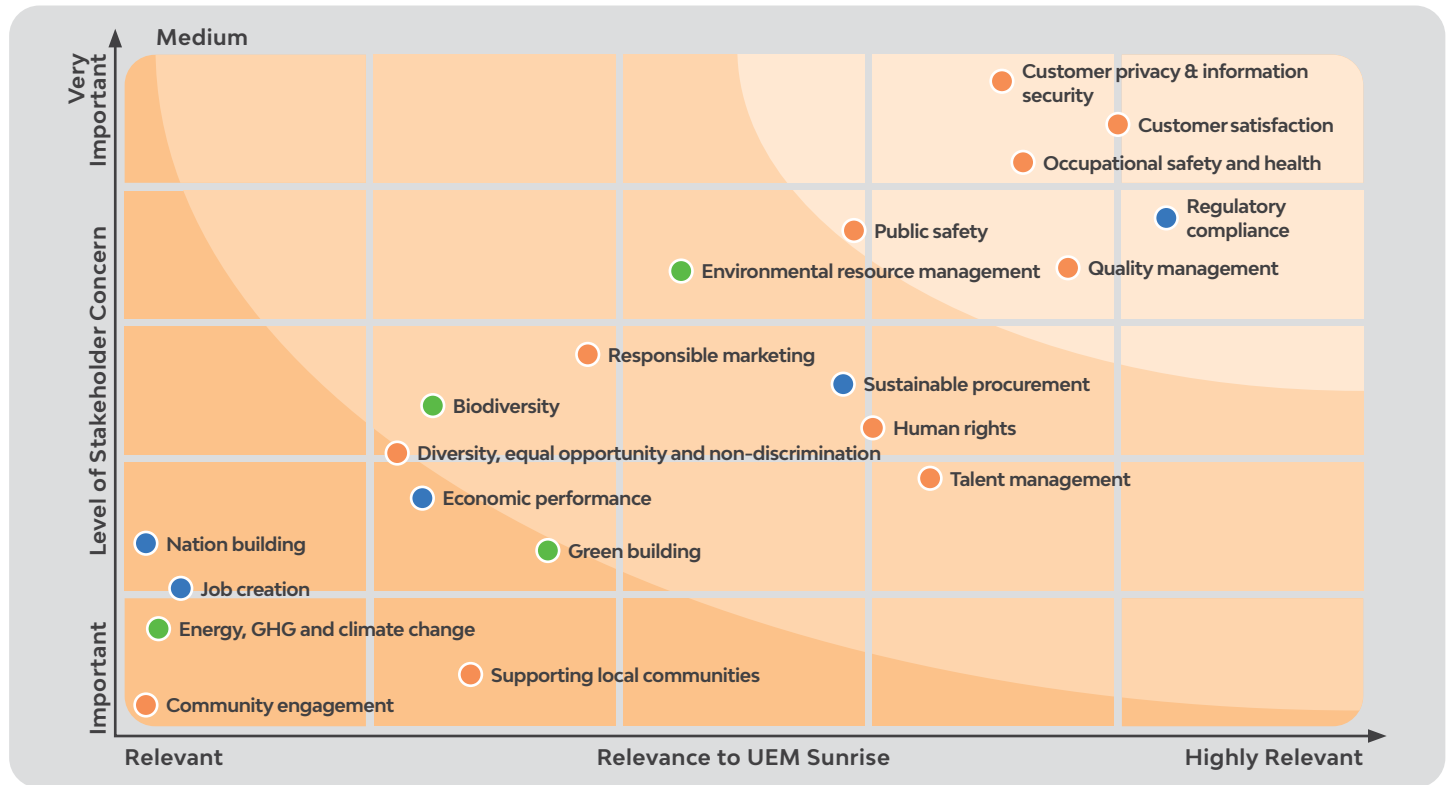 Medium
Very
Important
Level of Stakeholder Concern
Important
Customer privacy & information
security
Customer satisfaction
Occupational safety and health
Regulatory
compliance
Public safety
Quality management
Environmental resource management
Responsible marketing
Sustainable procurement
Biodiversity
Human rights
Diversity, equal opportunity and non-discrimination
Talent management
Economic performance
Nation building
Green building
Job creation
Energy, GHG and climate change
Supporting local communities
Community engagement
Relevant
Relevance to UEM Sunrise
Highly Relevant